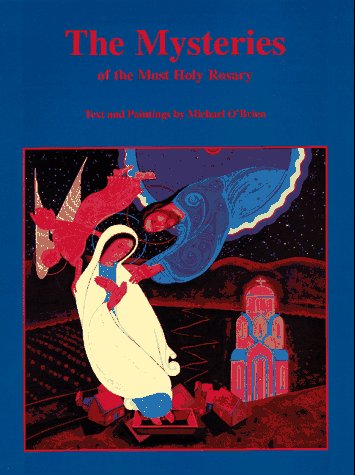 The Mysteries
of the Most Holy Rosary
Text and Paintings by Michael O'Brien